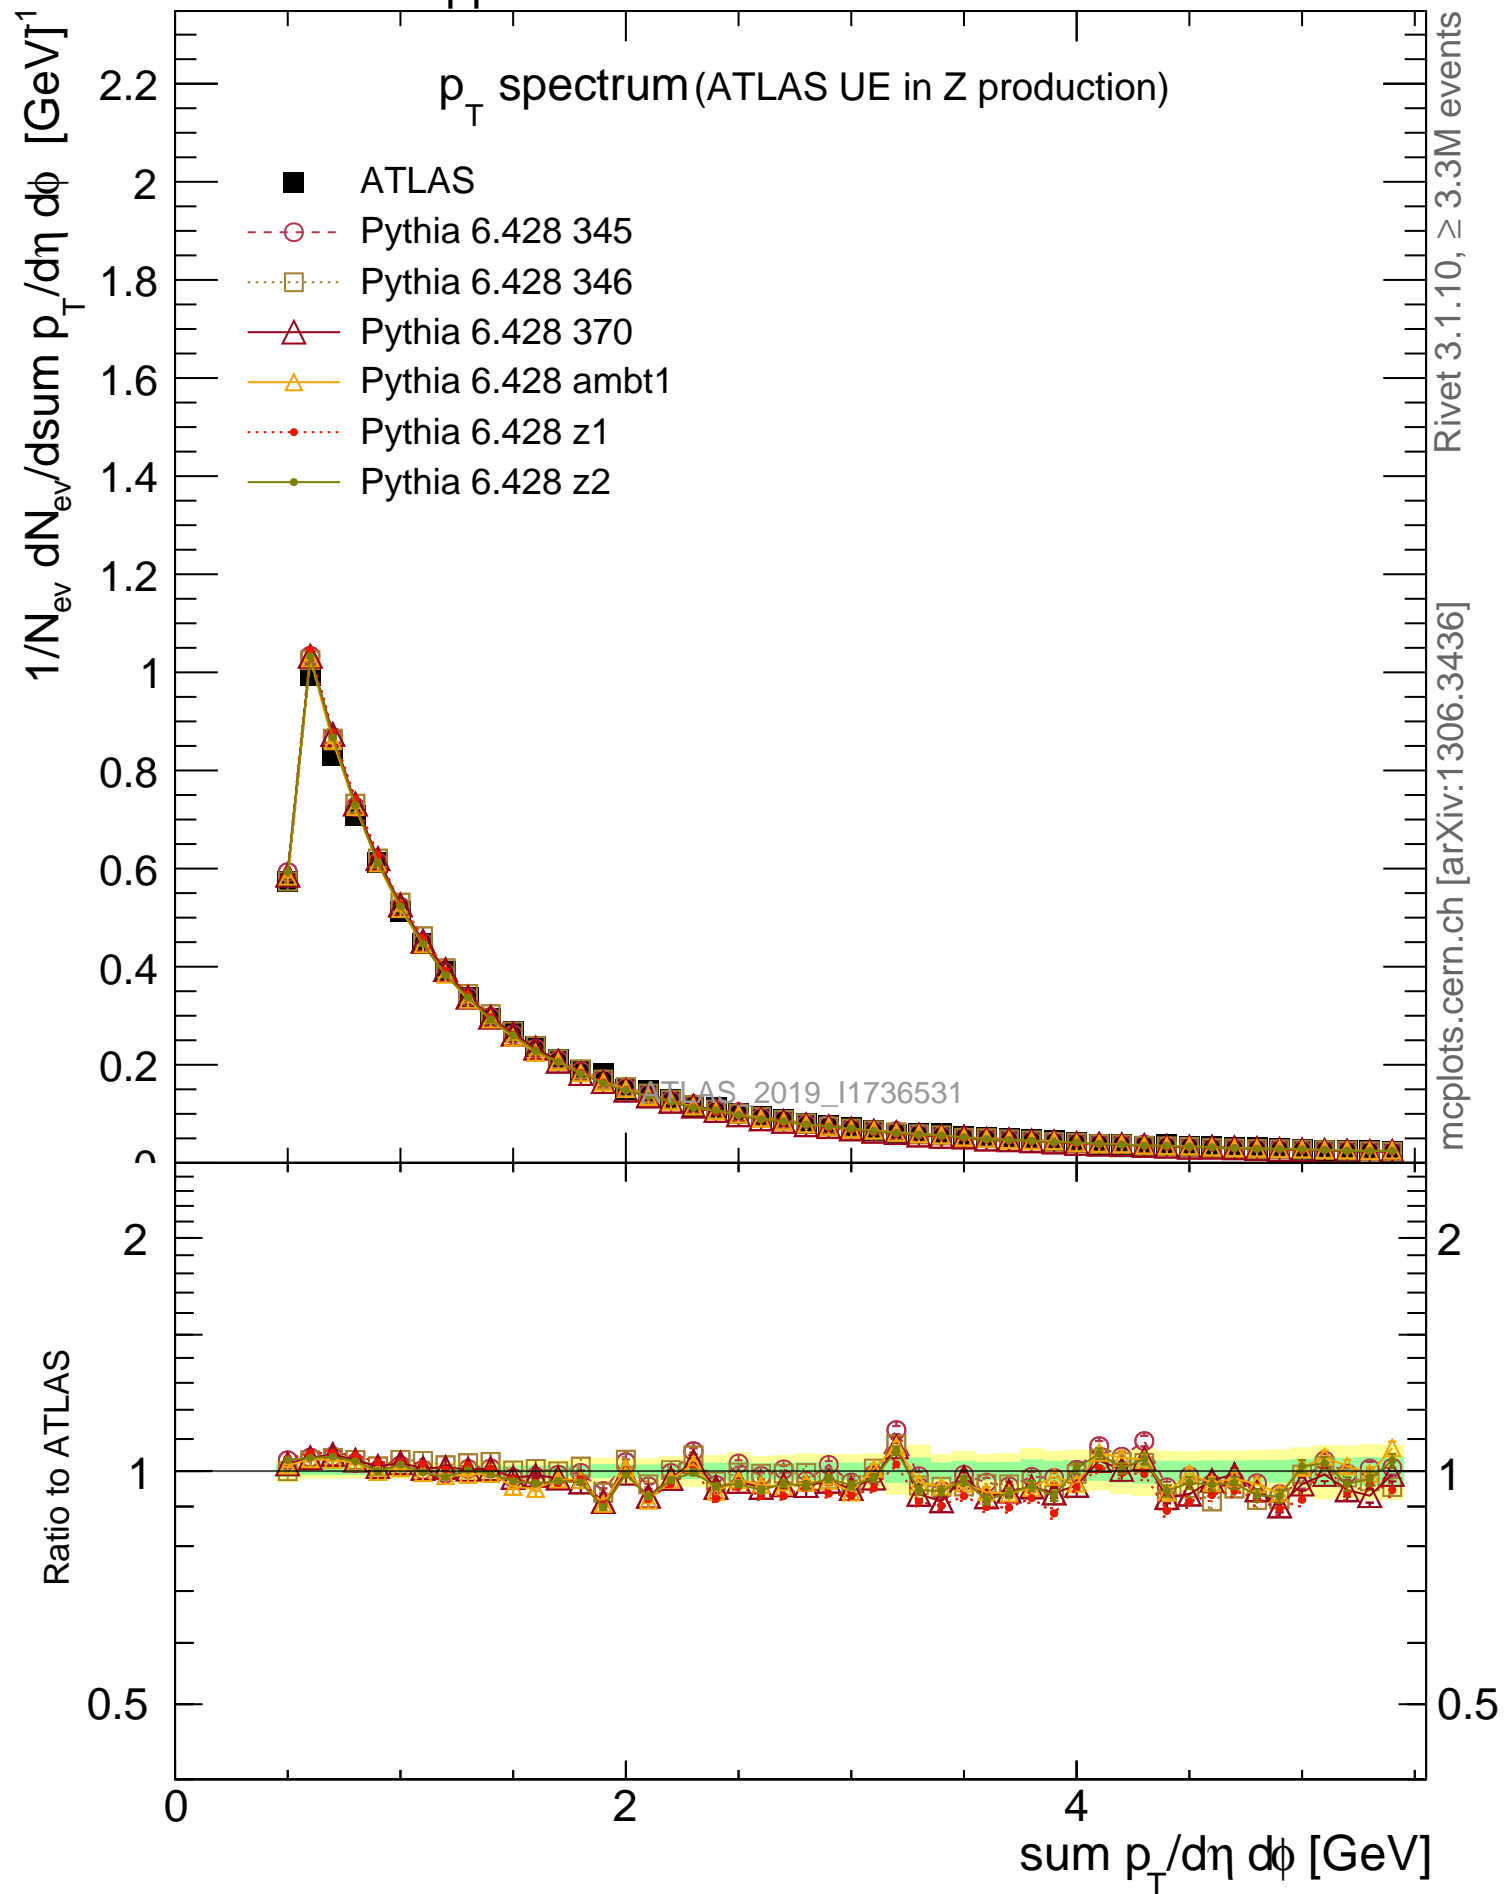 p_T spectrum (ATLAS UE in Z production)
1/N_ev dN_ev/dsum p_T/dη dϕ [GeV]^-1
ATLAS
Pythia 6.428 345
Pythia 6.428 346
Pythia 6.428 370
Pythia 6.428 ambt1
Pythia 6.428 z1
Pythia 6.428 z2
2.2
2
1.8
1.6
1.4
1.2
1
0.8
0.6
0.4
0.2
0
ATLAS_2019_I1736531
Rivet 3.1.10, ≥ 3.3M events
mcplots.cern.ch [arXiv:1306.3436]
Ratio to ATLAS
2
1
0.5
2
1
0.5
0
2
4
sum p_T/dη dϕ [GeV]